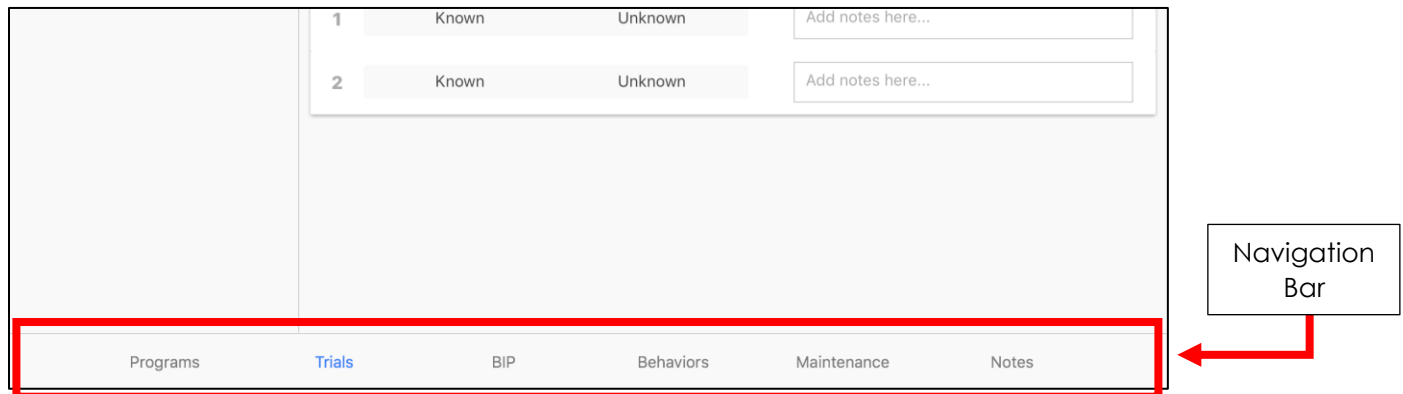 1 Known Unknown Add notes here...
2 Known Unknown Add notes here...
Navigation
Bar
Programs Trials BIP Behaviors Maintenance Notes